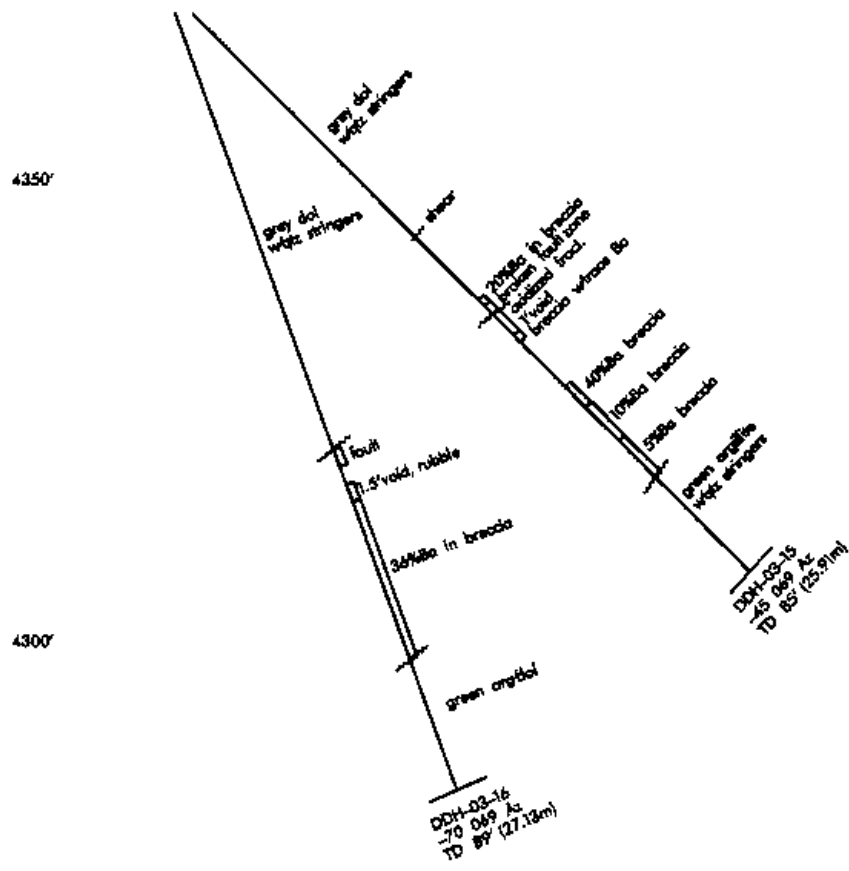 grey dol
w/qtz stringers
4350'
shear
grey dol
w/qtz stringers
20%Ba in breccia
broken fault zone
oxidized fract.
1'void
breccia w/trace Ba
40%Ba breccia
10%Ba breccia
5%Ba breccia
green argillite
w/qtz stringers
fault
1.5'void, rubble
36%Ba in breccia
DDH-03-15
-45 069 Az
TD 85' (25.91m)
4300'
green arg/dol
DDH-03-16
-70 069 Az
TD 89' (27.13m)